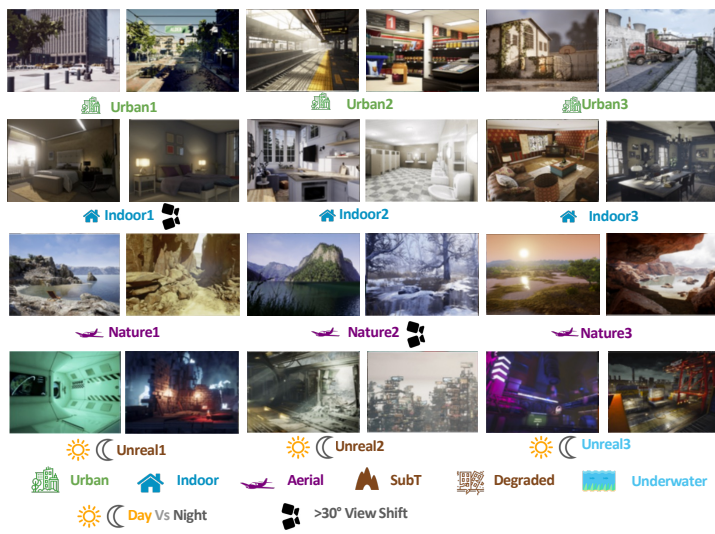 Urban1
Urban2
Urban3
Indoor1
Indoor2
Indoor3
Nature1
Nature2
Nature3
Unreal1
Unreal2
Unreal3
Urban
Indoor
Aerial
SubT
Degraded
Underwater
Day Vs Night
>30° View Shift